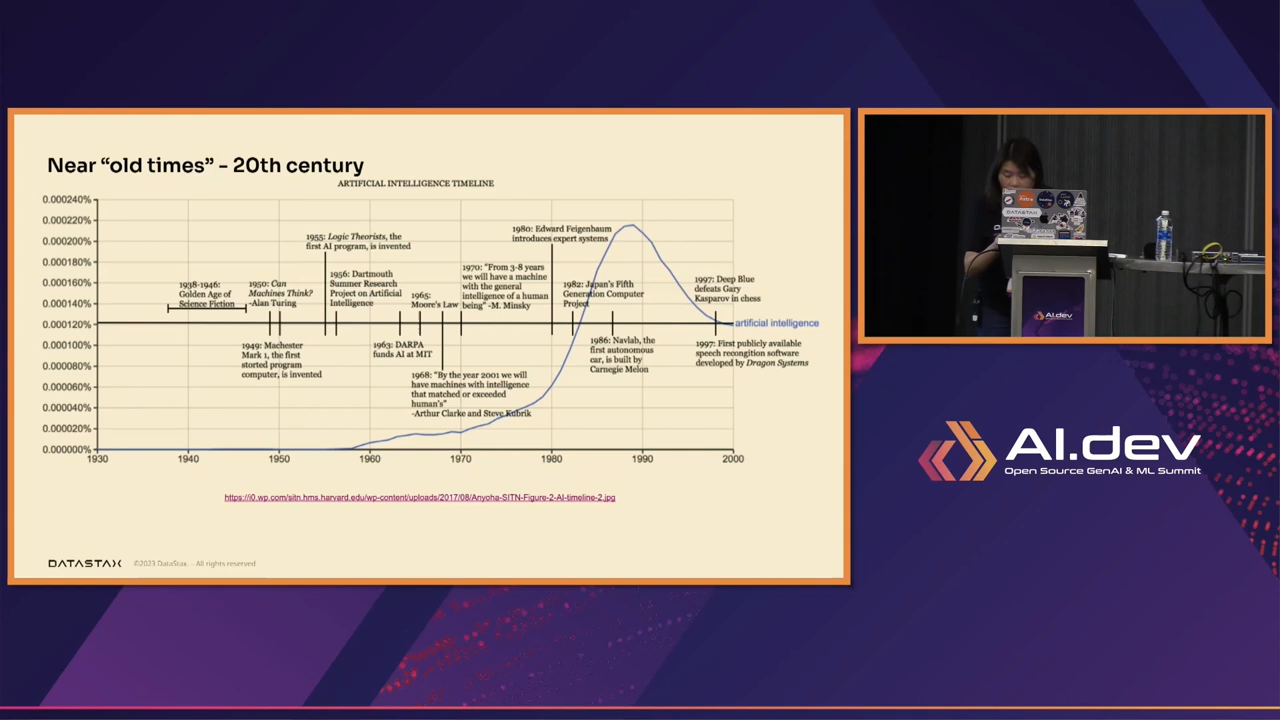 Near “old times” - 20th century
ARTIFICIAL INTELLIGENCE TIMELINE
0.000240%
0.000220%
0.000200%
0.000180%
0.000160%
0.000140%
0.000120%
0.000100%
0.000080%
0.000060%
0.000040%
0.000020%
0.000000%
1938-1946:
Golden Age of
Science Fiction
1950: Can
Machines Think?
-Alan Turing
1955: Logic Theorists, the
first AI program, is invented
1956: Dartmouth
Summer Research
Project on Artificial
Intelligence
1965:
Moore's Law
1970: "From 3-8 years
we will have a machine
with the general
intelligence of a human
being" -M. Minsky
1980: Edward Feigenbaum
introduces expert systems
1982: Japan's Fifth
Generation Computer
Project
1997: Deep Blue
defeats Gary
Kasparov in chess
artificial intelligence
1949: Machester
Mark 1, the first
storted program
computer, is invented
1963: DARPA
funds AI at MIT
1968: "By the year 2001 we will
have machines with intelligence
that matched or exceeded
human's"
-Arthur Clarke and Steve Kubrik
1986: Navlab, the
first autonomous
car, is built by
Carnegie Melon
1997: First publicly available
speech recongition software
developed by Dragon Systems
1930 1940 1950 1960 1970 1980 1990 2000
https://i0.wp.com/sitn.hms.harvard.edu/wp-content/uploads/2017/08/Anyoha-SITN-Figure-2-AI-timeline-2.jpg
DATASTAX ©2023 DataStax. - All rights reserved
DATASTAX
AI.dev
AI.dev
Open Source GenAI & ML Summit